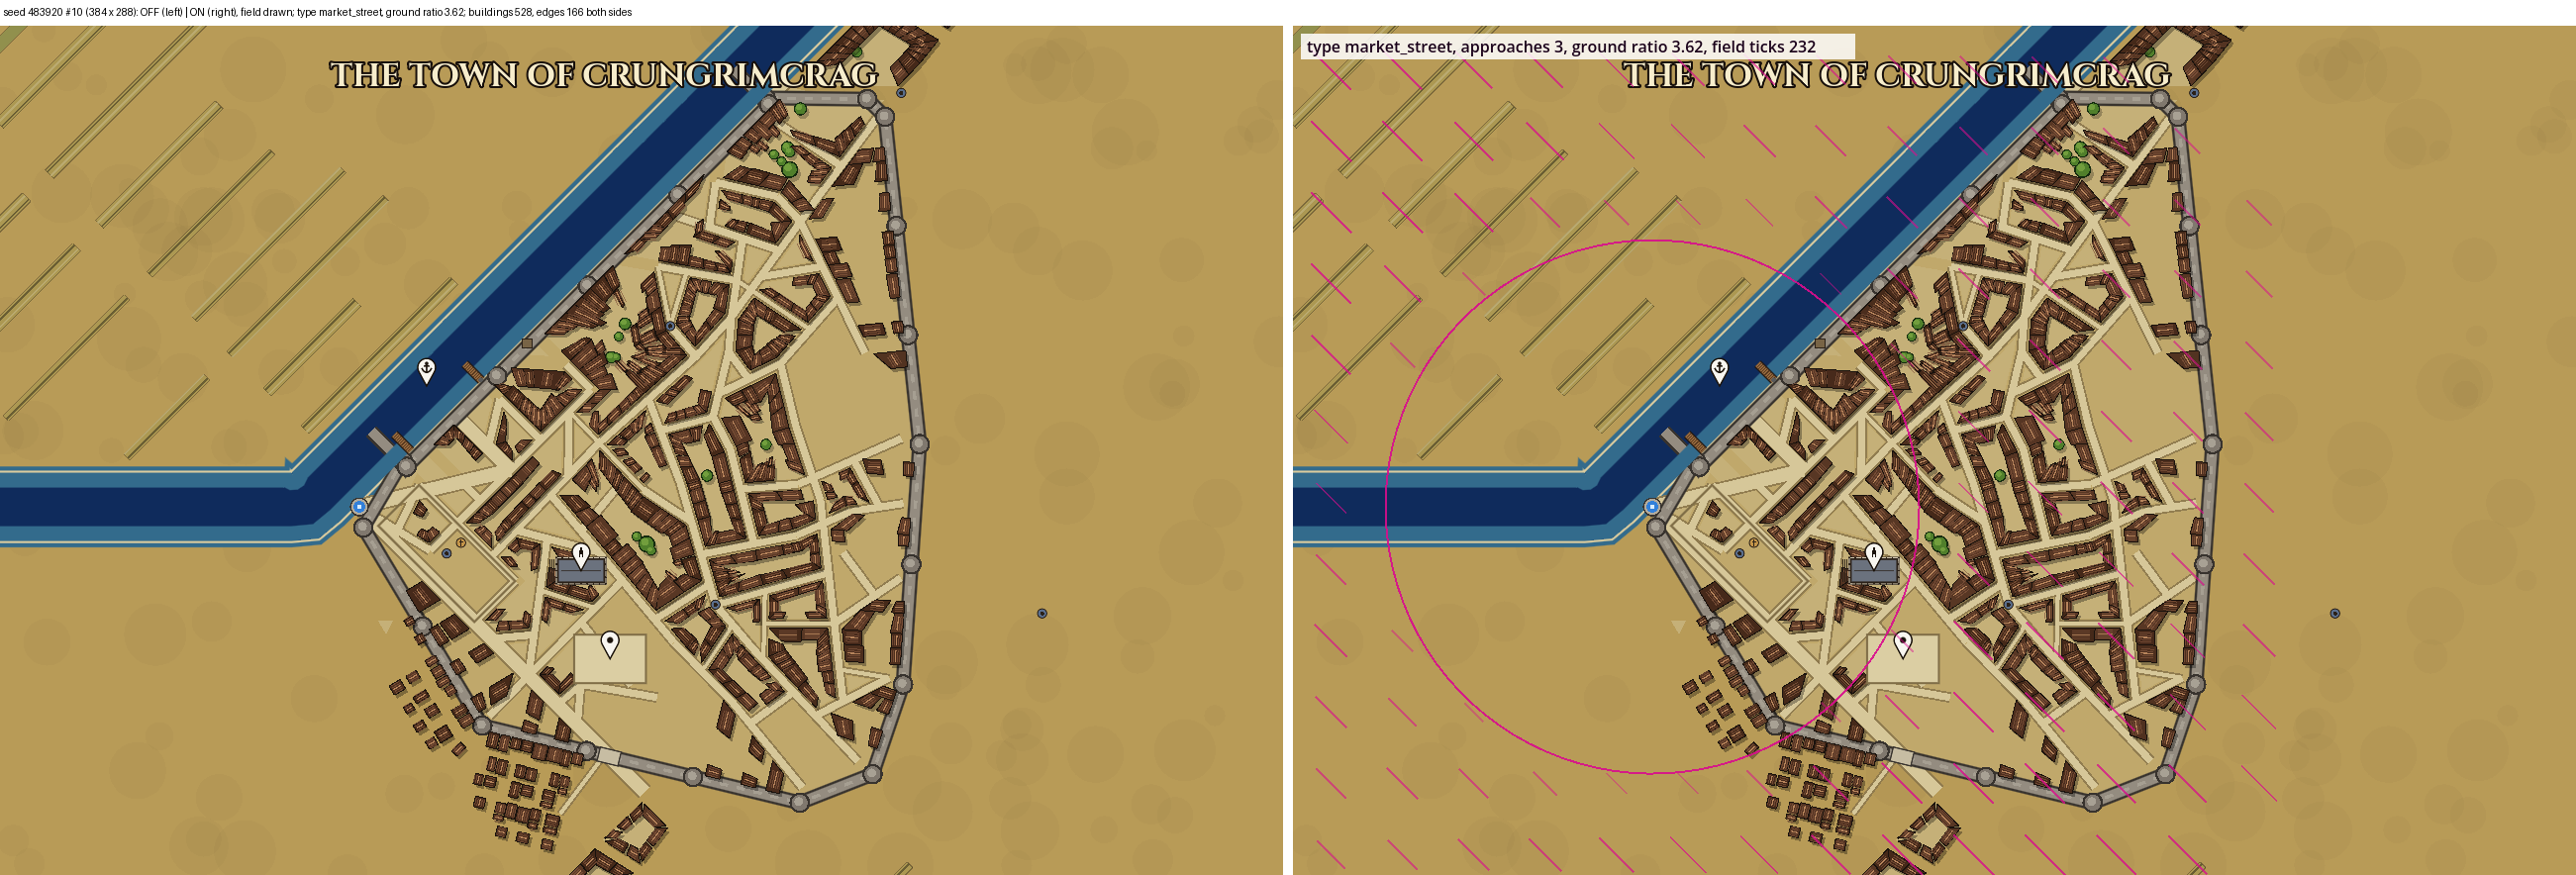 seed 483920 #10 (384 x 288): OFF (left) | ON (right), field drawn; type market_street, ground ratio 3.62; buildings 528, edges 166 both sides
THE TOWN OF CRUNGRIMCRAG
type market_street, approaches 3, ground ratio 3.62, field ticks 232
THE TOWN OF CRUNGRIMCRAG